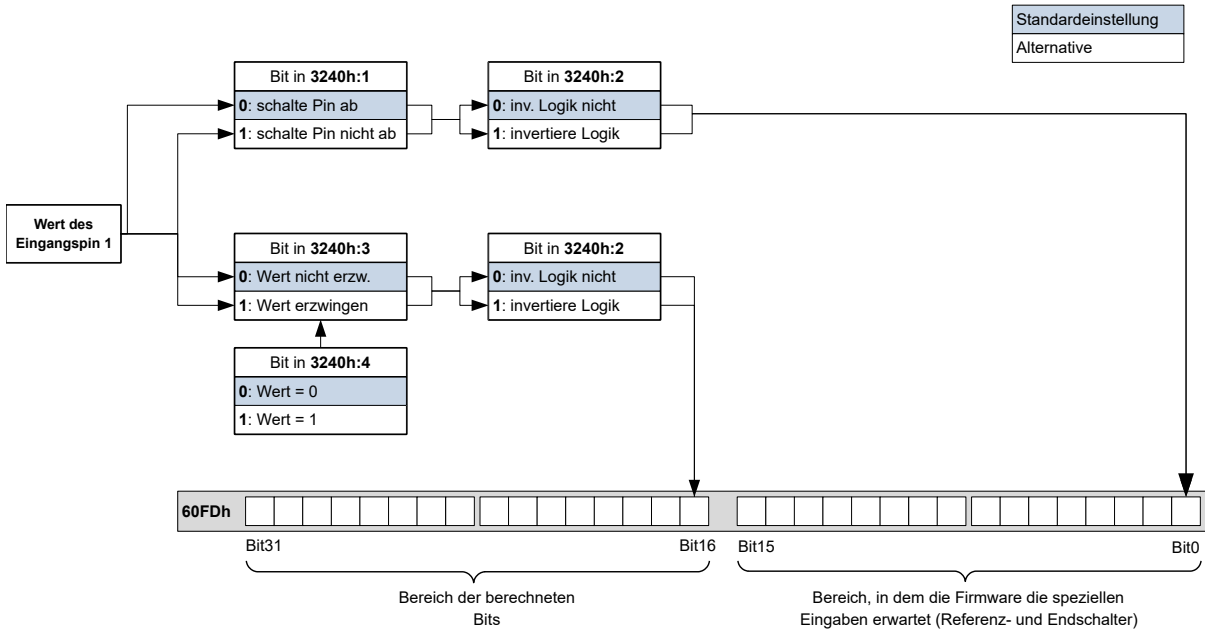 Standardeinstellung
Alternative
Bit in 3240h:1
0: schalte Pin ab
1: schalte Pin nicht ab
Bit in 3240h:2
0: inv. Logik nicht
1: invertiere Logik
Wert des
Eingangspin 1
Bit in 3240h:3
0: Wert nicht erzw.
1: Wert erzwingen
Bit in 3240h:2
0: inv. Logik nicht
1: invertiere Logik
Bit in 3240h:4
0: Wert = 0
1: Wert = 1
60FDh
Bit31
Bit16
Bit15
Bit0
Bereich der berechneten
Bits
Bereich, in dem die Firmware die speziellen
Eingaben erwartet (Referenz- und Endschalter)